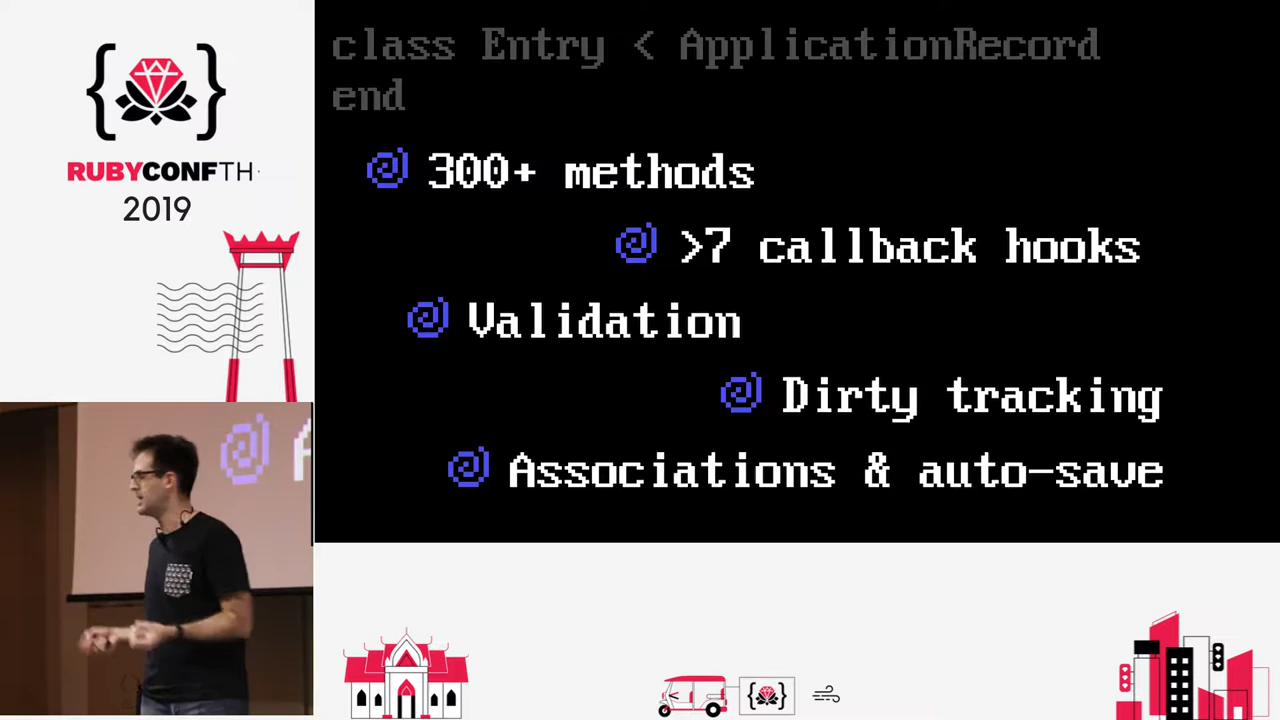 RUBYCONFTH
2019
class Entry < ApplicationRecord
end
300+ methods
>7 callback hooks
Validation
Dirty tracking
Associations & auto-save